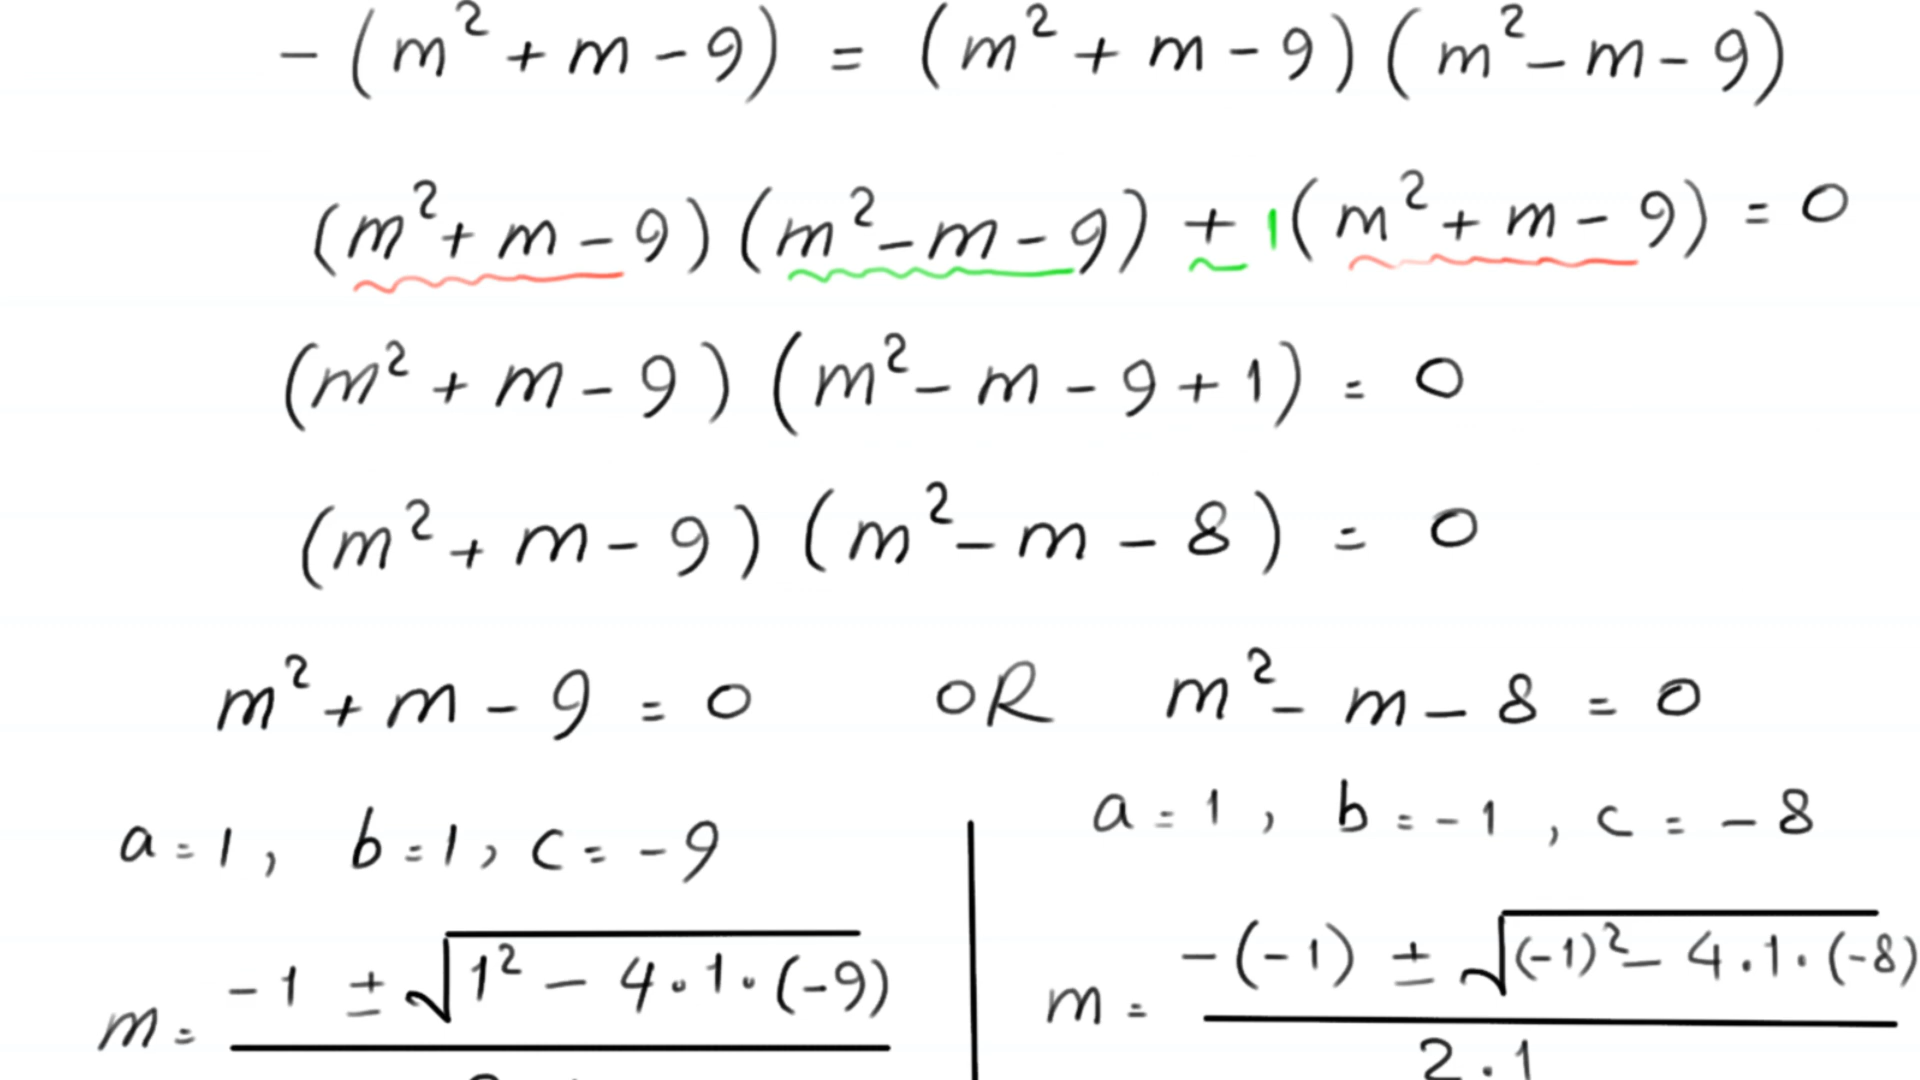 -(m² + m - 9) = (m² + m - 9)(m² - m - 9)
(m² + m - 9)(m² - m - 9) + 1(m² + m - 9) = 0
(m² + m - 9)(m² - m - 9 + 1) = 0
(m² + m - 9)(m² - m - 8) = 0
m² + m - 9 = 0 OR m² - m - 8 = 0
a = 1, b = 1, c = -9
m = (-1 ± √(1² - 4·1·(-9)))/
a = 1, b = -1, c = -8
m = (-(-1) ± √((-1)² - 4·1·(-8)))/(2·1)